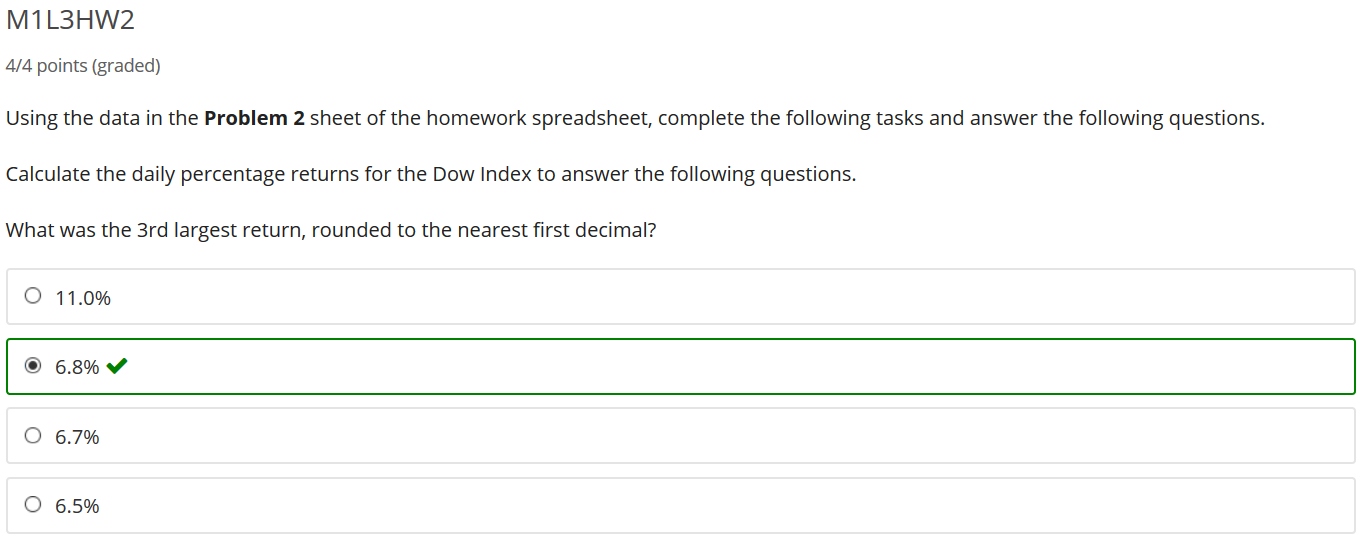 M1L3HW2
4/4 points (graded)
Using the data in the Problem 2 sheet of the homework spreadsheet, complete the following tasks and answer the following questions.
Calculate the daily percentage returns for the Dow Index to answer the following questions.
What was the 3rd largest return, rounded to the nearest first decimal?
11.0%
6.8%
6.7%
6.5%